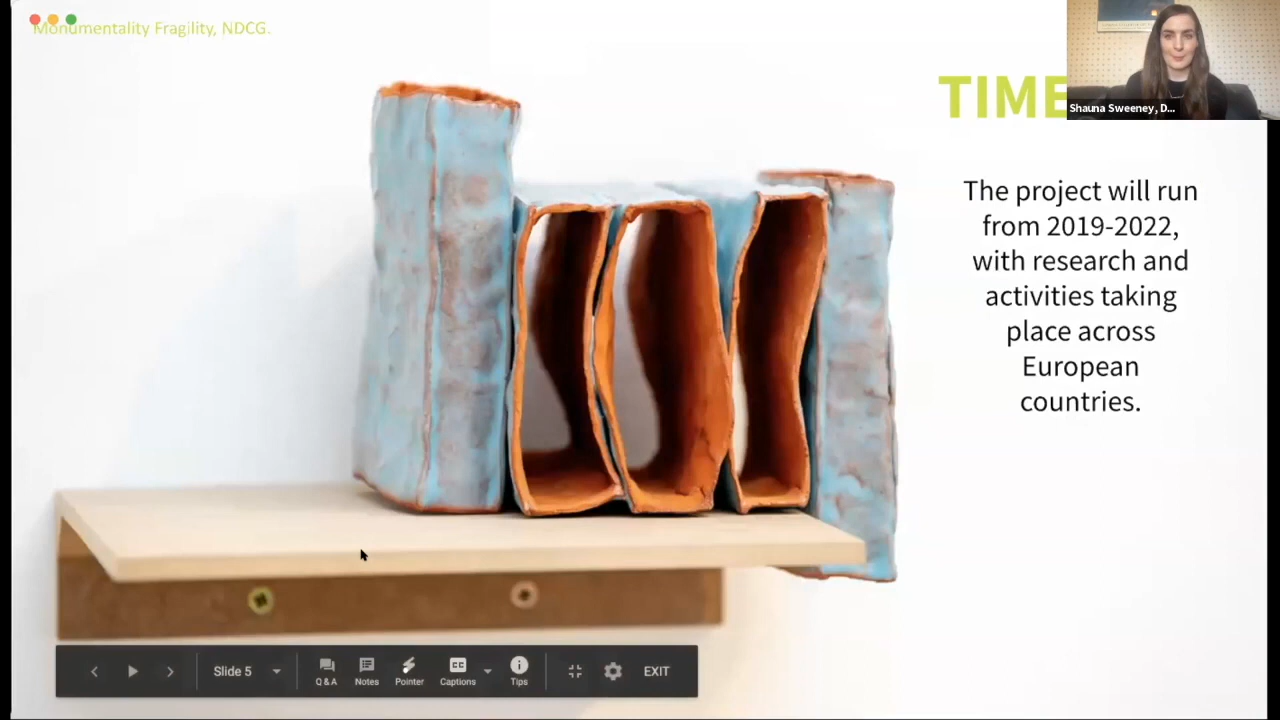 Monumentality Fragility, NDCG.
TIME
Shauna Sweeney, D...
The project will run
from 2019-2022,
with research and
activities taking
place across
European
countries.
Slide 5
Q & A
Notes
Pointer
CC
Captions
Tips
EXIT